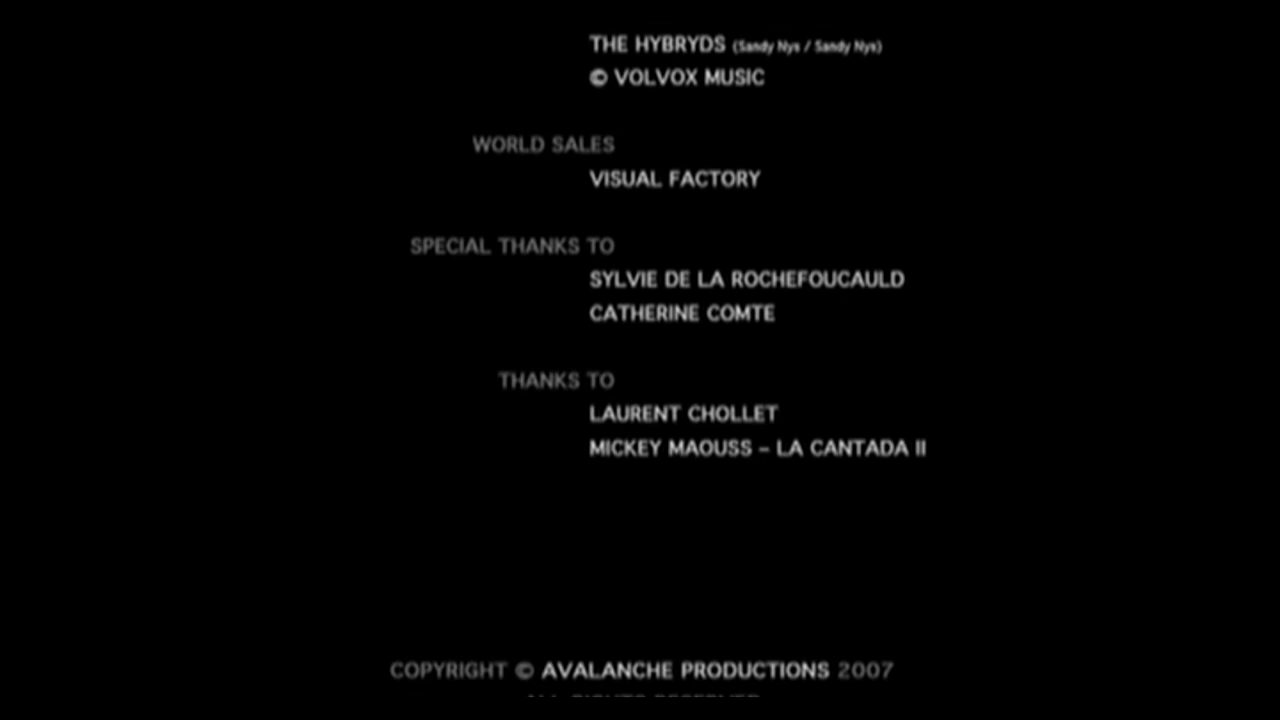 THE HYBRYDS (Sandy Nys / Sandy Nys)
© VOLVOX MUSIC
WORLD SALES
VISUAL FACTORY
SPECIAL THANKS TO
SYLVIE DE LA ROCHEFOUCAULD
CATHERINE COMTE
THANKS TO
LAURENT CHOLLET
MICKEY MAOUSS – LA CANTADA II
COPYRIGHT © AVALANCHE PRODUCTIONS 2007